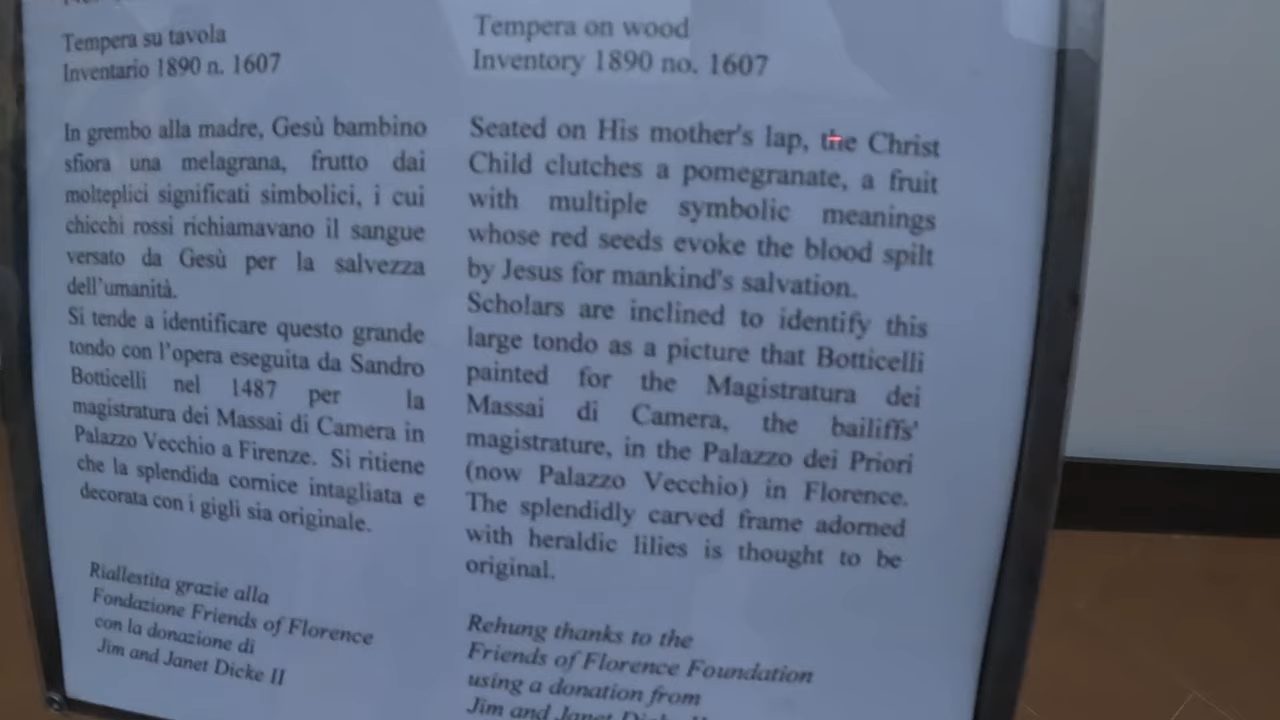 Tempera su tavola
Inventario 1890 n. 1607
In grembo alla madre, Gesù bambino
sfiora una melagrana, frutto dai
molteplici significati simbolici, i cui
chicchi rossi richiamavano il sangue
versato da Gesù per la salvezza
dell'umanità.
Si tende a identificare questo grande
tondo con l'opera eseguita da Sandro
Botticelli nel 1487 per la
magistratura dei Massai di Camera in
Palazzo Vecchio a Firenze. Si ritiene
che la splendida cornice intagliata e
decorata con i gigli sia originale.
Riallestita grazie alla
Fondazione Friends of Florence
con la donazione di
Jim and Janet Dicke II
Tempera on wood
Inventory 1890 no. 1607
Seated on His mother's lap, the Christ
Child clutches a pomegranate, a fruit
with multiple symbolic meanings
whose red seeds evoke the blood spilt
by Jesus for mankind's salvation.
Scholars are inclined to identify this
large tondo as a picture that Botticelli
painted for the Magistratura dei
Massai di Camera, the bailiffs'
magistrature, in the Palazzo dei Priori
(now Palazzo Vecchio) in Florence.
The splendidly carved frame adorned
with heraldic lilies is thought to be
original.
Rehung thanks to the
Friends of Florence Foundation
using a donation from
Jim and Janet Dicke II